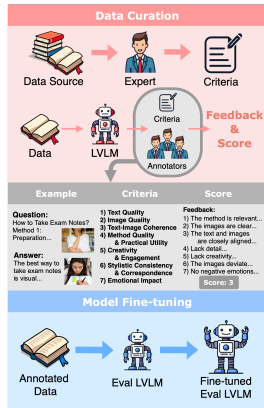 Data Curation
Data Source
Expert
Criteria
Data
LVLM
Criteria
Annotators
Feedback
&
Score
Example
Criteria
Score
Question:
How to Take Exam Notes?
Method 1:
Preparation...
Answer:
The best way to
take exam notes
is visual...
1) Text Quality
2) Image Quality
3) Text-Image Coherence
4) Method Quality
& Practical Utility
5) Creativity
& Engagement
6) Stylistic Consistency
& Correspondence
7) Emotional Impact
Feedback:
1) The method is relevant...
2) The images are clear...
3) The text and images
are closely aligned...
4) Lack detail...
5) Lack creativity...
6) The images deviate...
7) No negative emotions...
Score: 3
Model Fine-tuning
Annotated
Data
Eval LVLM
Fine-tuned
Eval LVLM